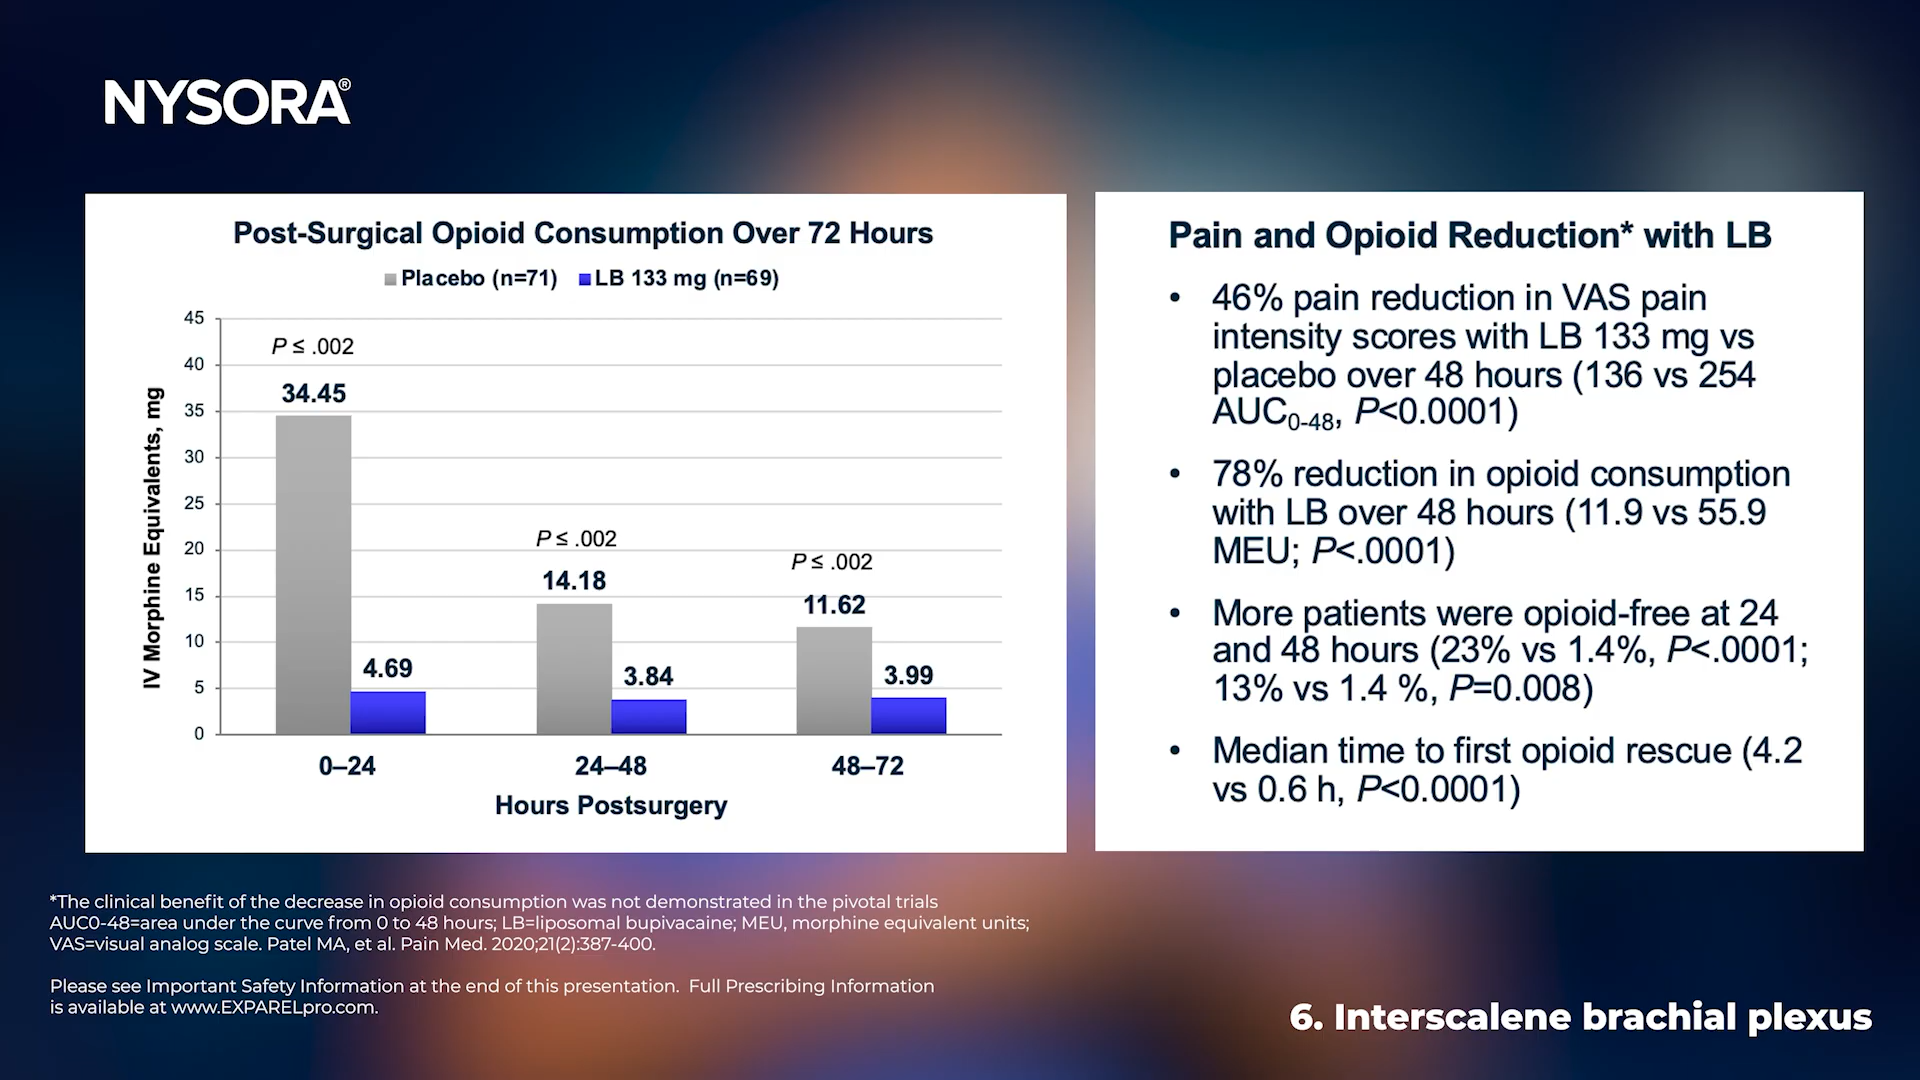 NYSORA®
Post-Surgical Opioid Consumption Over 72 Hours
Placebo (n=71) LB 133 mg (n=69)
IV Morphine Equivalents, mg
45
40
35
30
25
20
15
10
5
0
P ≤ .002
34.45
4.69
P ≤ .002
14.18
3.84
P ≤ .002
11.62
3.99
0–24 24–48 48–72
Hours Postsurgery
Pain and Opioid Reduction* with LB
• 46% pain reduction in VAS pain
intensity scores with LB 133 mg vs
placebo over 48 hours (136 vs 254
AUC0-48, P<0.0001)
• 78% reduction in opioid consumption
with LB over 48 hours (11.9 vs 55.9
MEU; P<.0001)
• More patients were opioid-free at 24
and 48 hours (23% vs 1.4%, P<.0001;
13% vs 1.4 %, P=0.008)
• Median time to first opioid rescue (4.2
vs 0.6 h, P<0.0001)
*The clinical benefit of the decrease in opioid consumption was not demonstrated in the pivotal trials
AUC0-48=area under the curve from 0 to 48 hours; LB=liposomal bupivacaine; MEU, morphine equivalent units;
VAS=visual analog scale. Patel MA, et al. Pain Med. 2020;21(2):387-400.
Please see Important Safety Information at the end of this presentation. Full Prescribing Information
is available at www.EXPARELpro.com.
6. Interscalene brachial plexus